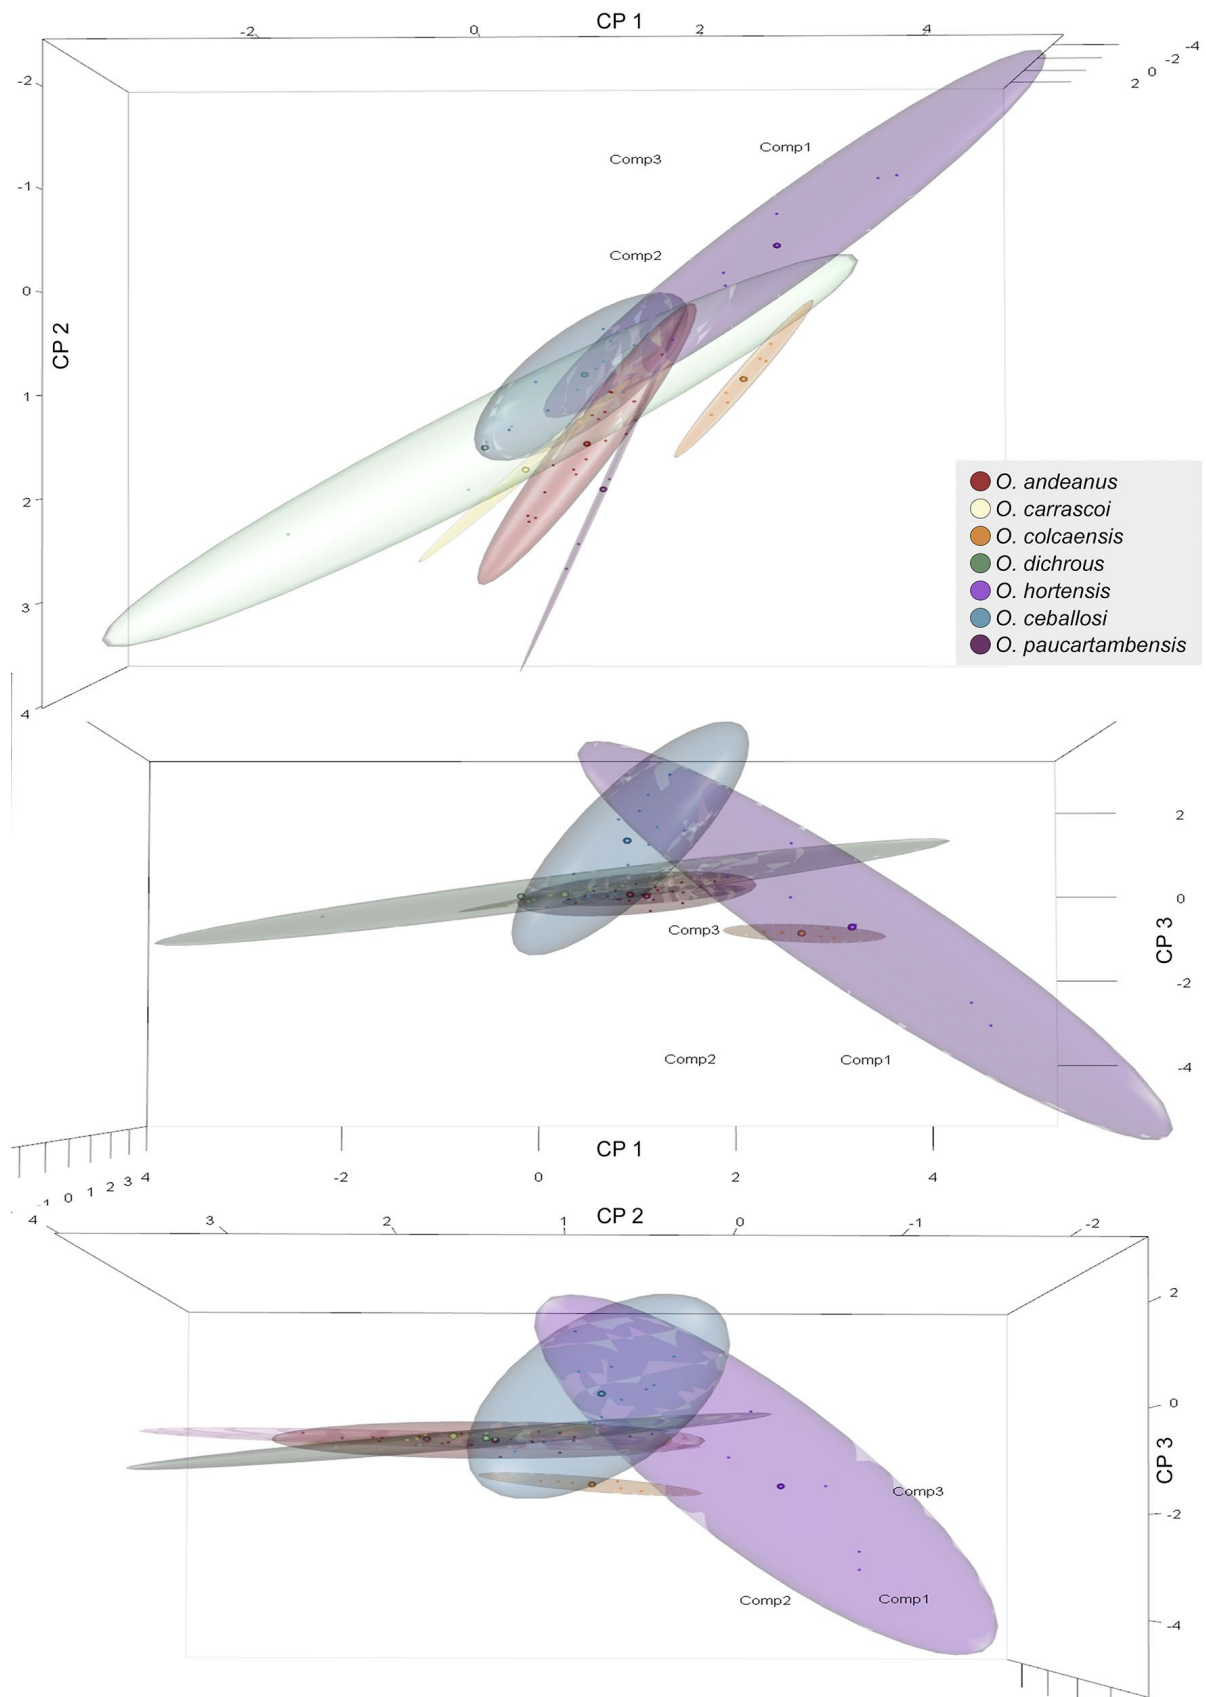 CP 1
-2 0 2 4
-4
-2
0
2
-2
-1
0
1
2
3
4
CP 2
Comp3
Comp1
Comp2
O. andeanus
O. carrascoi
O. colcaensis
O. dichrous
O. hortensis
O. ceballosi
O. paucartambensis
2
0
-2
-4
CP 3
Comp3
Comp2 Comp1
CP 1
-2 0 2 4
-1 0 1 2 3 4
CP 2
4 3 2 1 0 -1 -2
2
0
-2
-4
CP 3
Comp3
Comp2 Comp1